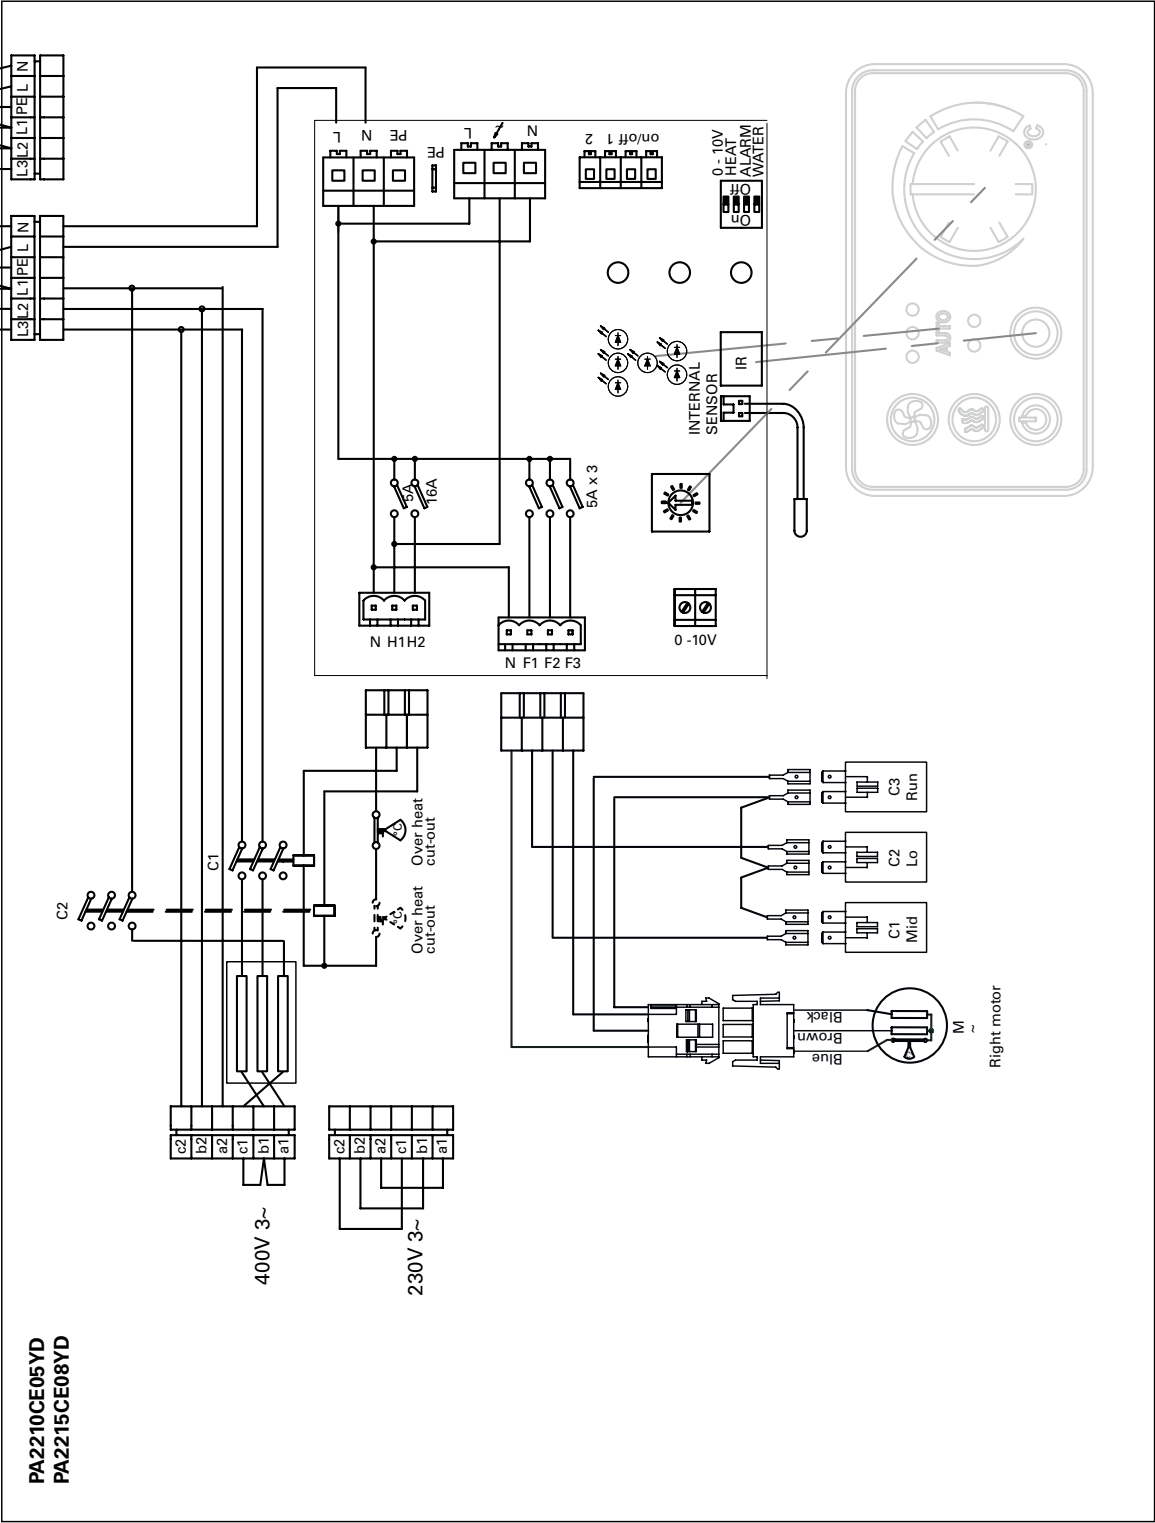 N
L
PE
L1
L2
L3
N
L
PE
L1
L2
L3
L
N
PE
PE
L
N
2
1
on/off
0 - 10V
HEAT
ALARM
WATER
Off
On
°C
AUTO
IR
INTERNAL
SENSOR
5A
16A
5A x 3
N H1 H2
N F1 F2 F3
0 -10V
C1
C2
°C
Over heat
cut-out
°C
Over heat
cut-out
C3
Run
C2
Lo
C1
Mid
Black
Brown
Blue
M
~
Right motor
c2
b2
a2
c1
b1
a1
400V 3~
c2
b2
a2
c1
b1
a1
230V 3~
PA2210CE05YD
PA2215CE08YD